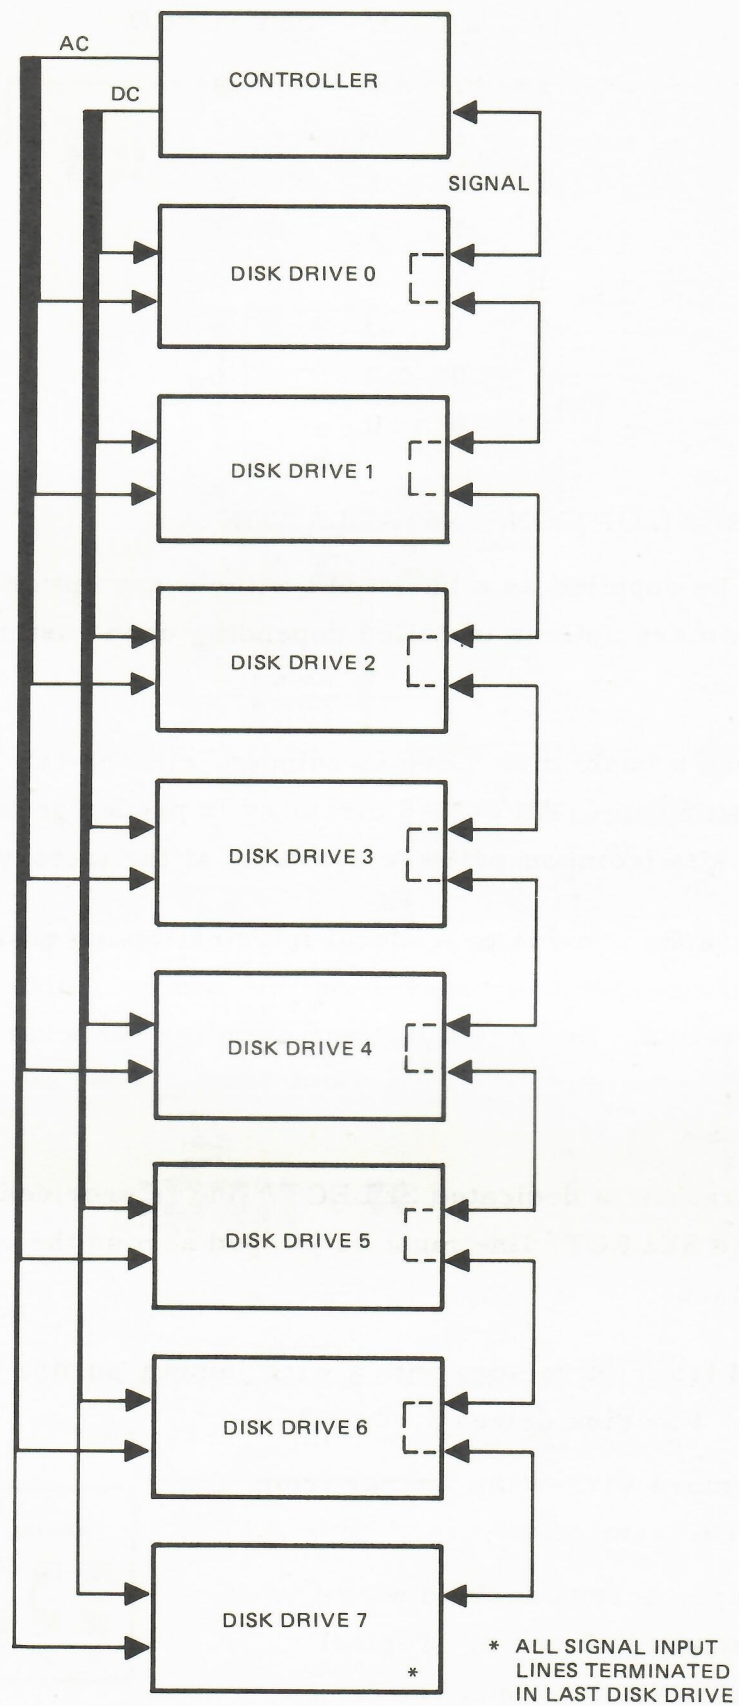 AC
CONTROLLER
DC
SIGNAL
DISK DRIVE 0
DISK DRIVE 1
DISK DRIVE 2
DISK DRIVE 3
DISK DRIVE 4
DISK DRIVE 5
DISK DRIVE 6
DISK DRIVE 7
*
* ALL SIGNAL INPUT
LINES TERMINATED
IN LAST DISK DRIVE